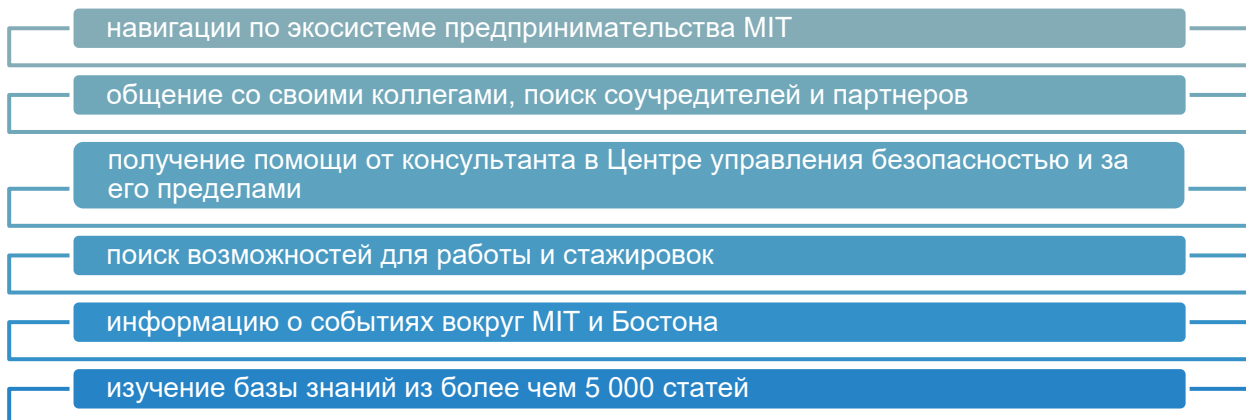 навигации по экосистеме предпринимательства MIT
общение со своими коллегами, поиск соучредителей и партнеров
получение помощи от консультанта в Центре управления безопасностью и за
его пределами
поиск возможностей для работы и стажировок
информацию о событиях вокруг MIT и Бостона
изучение базы знаний из более чем 5 000 статей